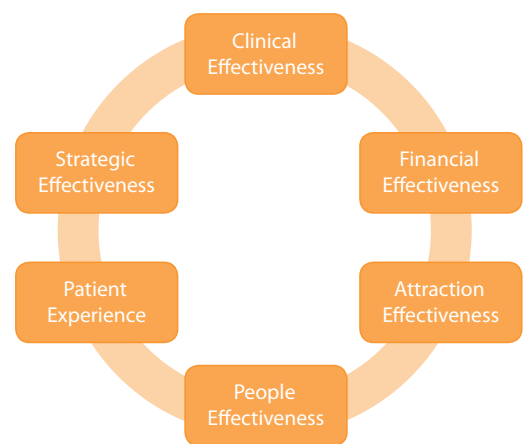 Clinical
Effectiveness
Strategic
Effectiveness
Financial
Effectiveness
Patient
Experience
Attraction
Effectiveness
People
Effectiveness